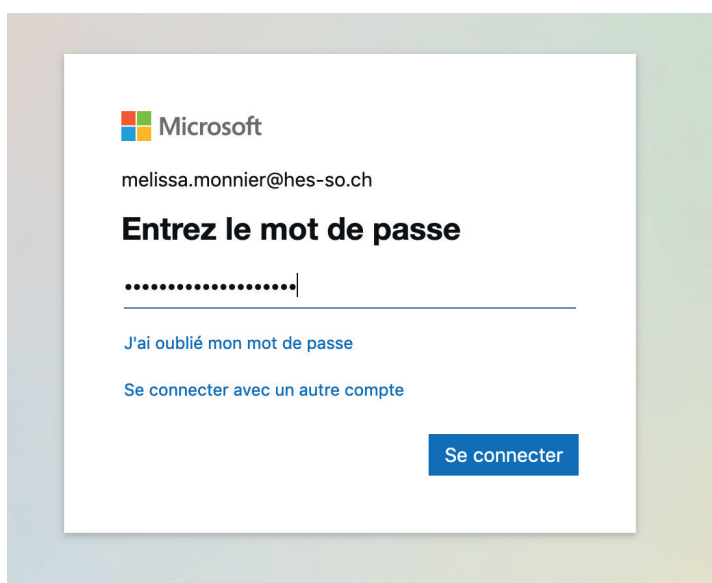 Microsoft
melissa.monnier@hes-so.ch
Entrez le mot de passe
••••••••••••••••••••
J'ai oublié mon mot de passe
Se connecter avec un autre compte
Se connecter